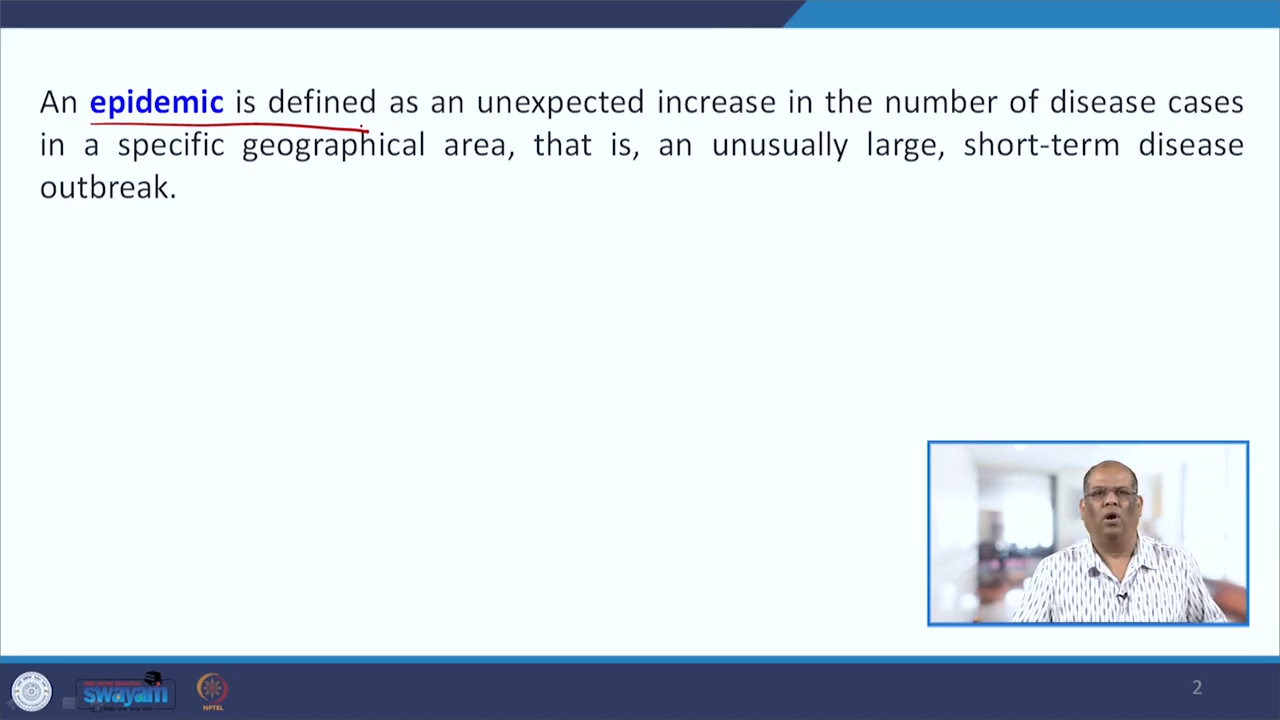 An epidemic is defined as an unexpected increase in the number of disease cases
in a specific geographical area, that is, an unusually large, short-term disease
outbreak.
swayam
NPTEL
2